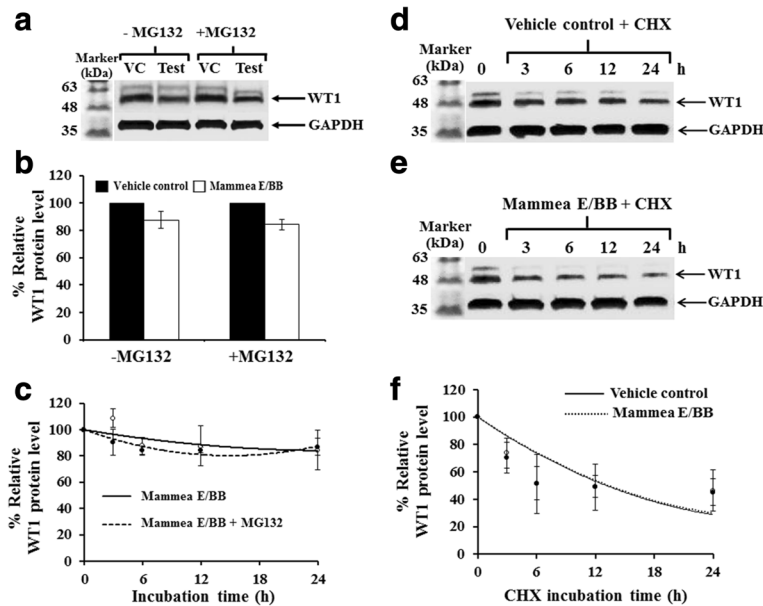 a
- MG132 +MG132
Marker
(kDa)
VC Test VC Test
63
48
35
WT1
GAPDH
b
% Relative
WT1 protein level
120
100
80
60
40
20
0
Vehicle control Mammea E/BB
-MG132 +MG132
c
% Relative
WT1 protein level
120
100
80
60
40
20
0
Mammea E/BB
Mammea E/BB + MG132
0 6 12 18 24
Incubation time (h)
d
Vehicle control + CHX
Marker
(kDa)
0 3 6 12 24 h
63
48
35
WT1
GAPDH
e
Mammea E/BB + CHX
Marker
(kDa)
0 3 6 12 24 h
63
48
35
WT1
GAPDH
f
% Relative
WT1 protein level
120
100
80
60
40
20
0
Vehicle control
Mammea E/BB
0 6 12 18 24
CHX incubation time (h)